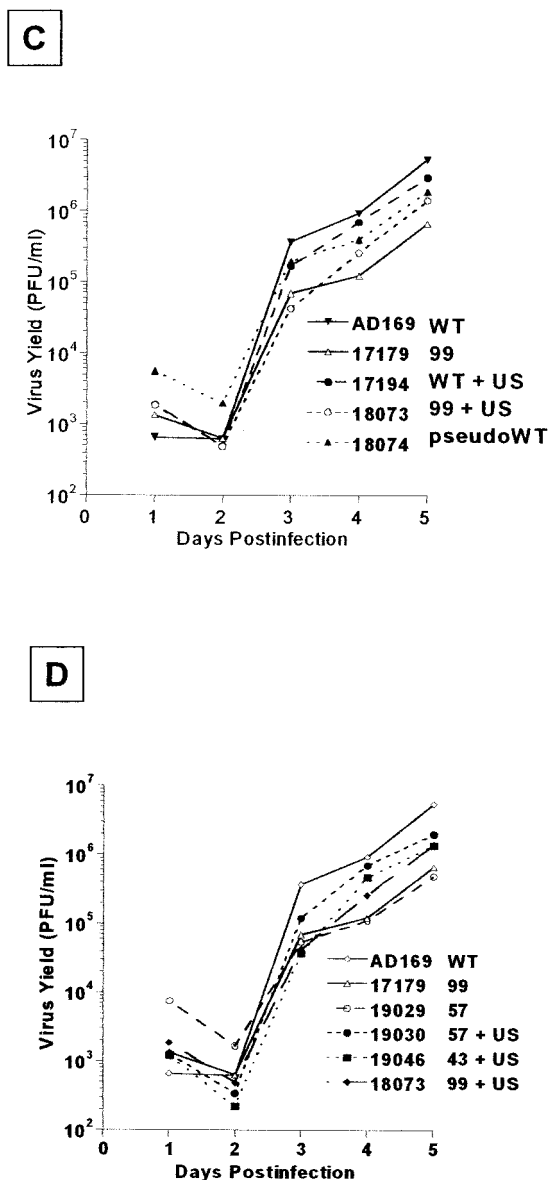 C
Virus Yield (PFU/ml)
10^7
10^6
10^5
10^4
10^3
10^2
0 1 2 3 4 5
Days Postinfection
AD169 WT
17179 99
17194 WT + US
18073 99 + US
18074 pseudoWT
D
Virus Yield (PFU/ml)
10^7
10^6
10^5
10^4
10^3
10^2
0 1 2 3 4 5
Days Postinfection
AD169 WT
17179 99
19029 57
19030 57 + US
19046 43 + US
18073 99 + US